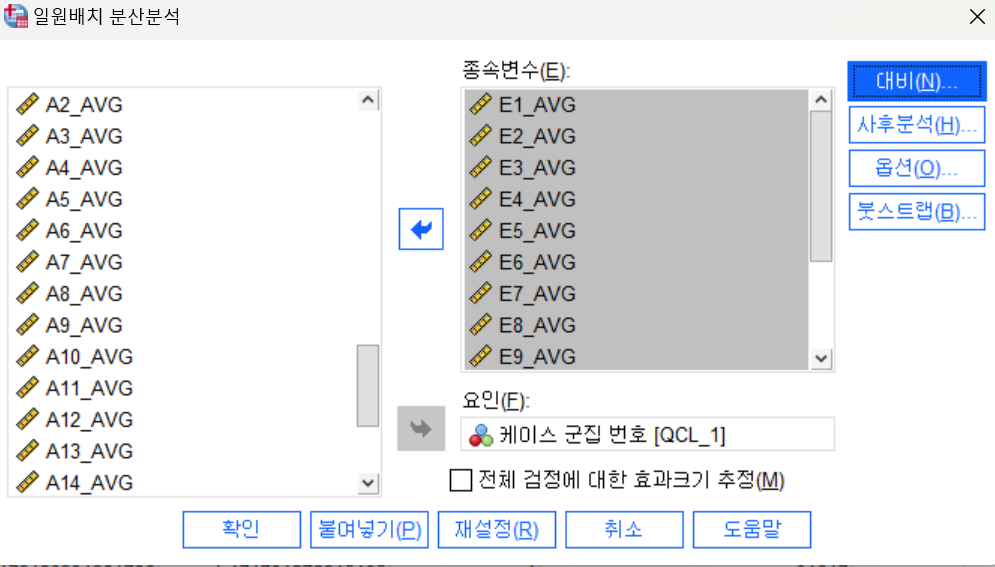 일원배치 분산분석
종속변수(E):
A2_AVG
A3_AVG
A4_AVG
A5_AVG
A6_AVG
A7_AVG
A8_AVG
A9_AVG
A10_AVG
A11_AVG
A12_AVG
A13_AVG
A14_AVG
E1_AVG
E2_AVG
E3_AVG
E4_AVG
E5_AVG
E6_AVG
E7_AVG
E8_AVG
E9_AVG
요인(F):
케이스 군집 번호 [QCL_1]
전체 검정에 대한 효과크기 추정(M)
대비(N)...
사후분석(H)...
옵션(O)...
붓스트랩(B)...
확인
붙여넣기(P)
재설정(R)
취소
도움말